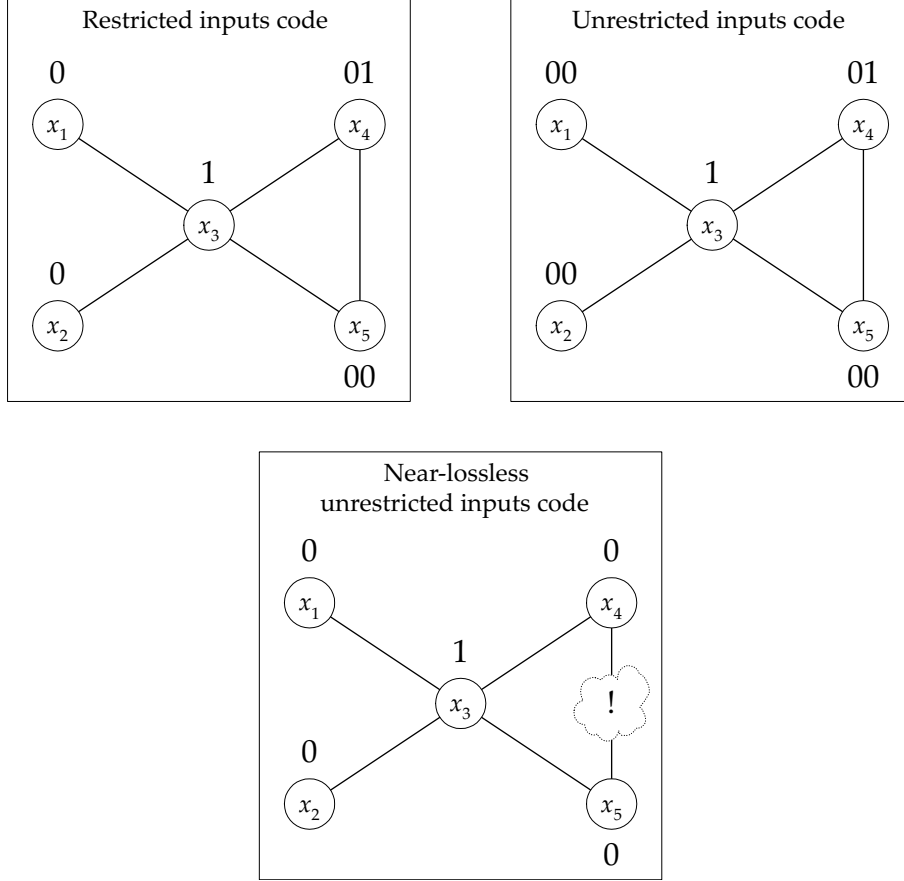 Restricted inputs code
0 01
x₁ x₄
1
x₃
0
x₂ x₅
00
Unrestricted inputs code
00 01
x₁ x₄
1
x₃
00
x₂ x₅
00
Near-lossless
unrestricted inputs code
0 0
x₁ x₄
1
x₃ !
0
x₂ x₅
0